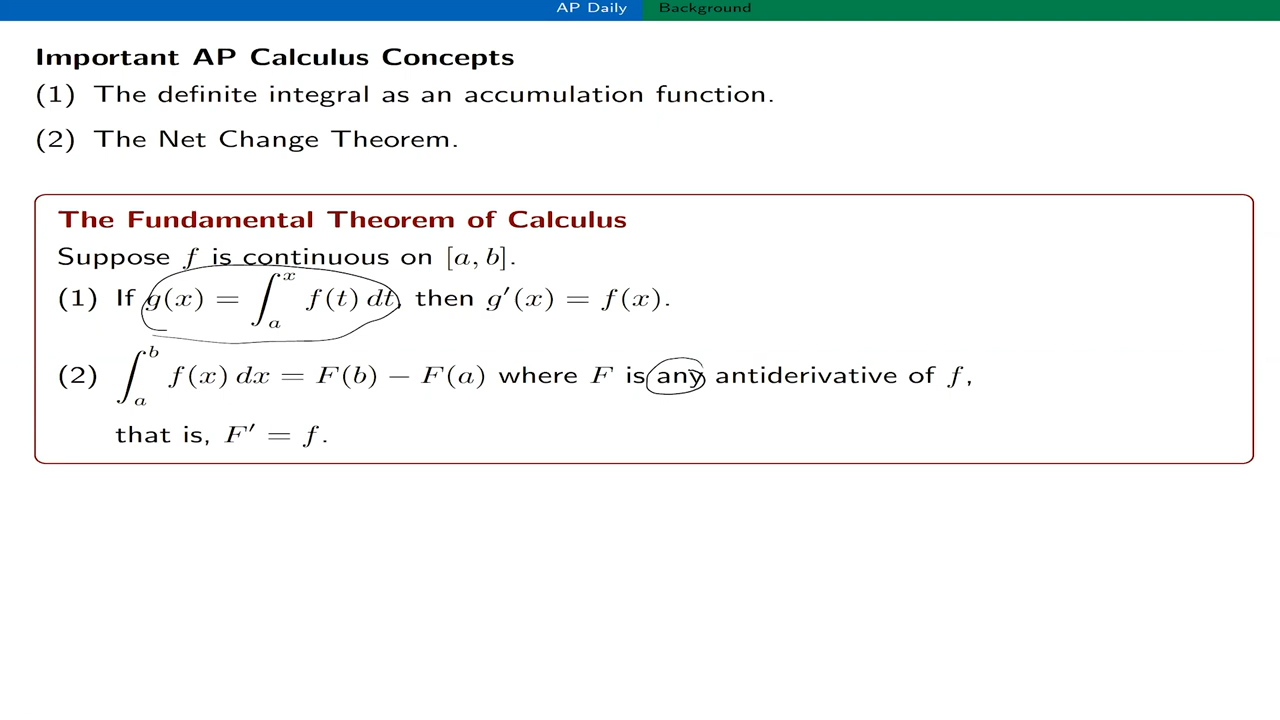 AP Daily Background
Important AP Calculus Concepts
(1) The definite integral as an accumulation function.
(2) The Net Change Theorem.
The Fundamental Theorem of Calculus
Suppose f is continuous on [a, b].
(1) If g(x) = ∫_a^x f(t) dt, then g′(x) = f(x).
(2) ∫_a^b f(x) dx = F(b) − F(a) where F is any antiderivative of f,
that is, F′ = f.